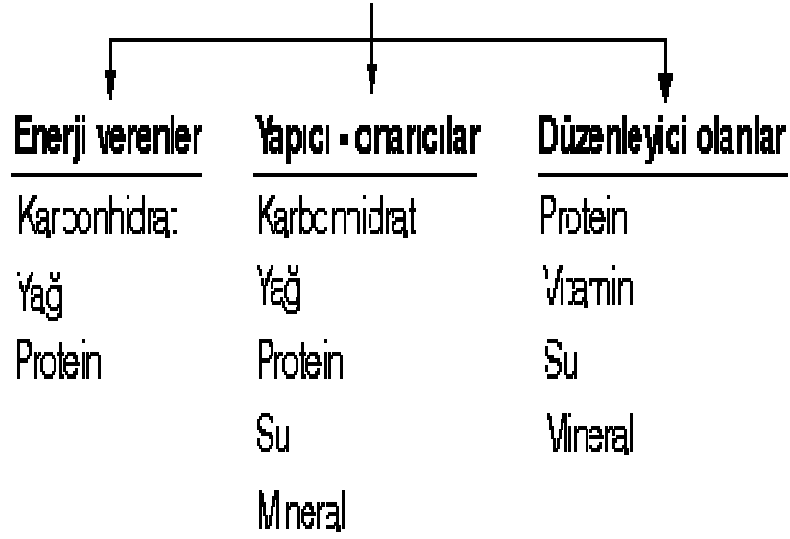 Enerji verenler
Karbonhidrat
Yağ
Protein
Yapıcı - onarıcılar
Karbonhidrat
Yağ
Protein
Su
Mineral
Düzenleyici olanlar
Protein
Vitamin
Su
Mineral